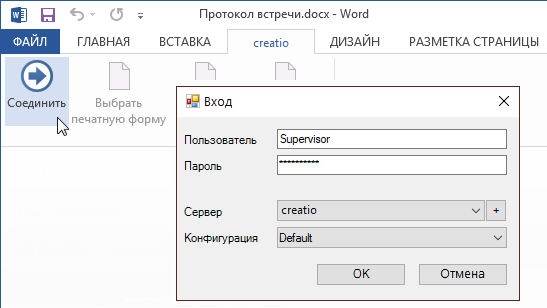 Протокол встречи.docx - Word
ФАЙЛ ГЛАВНАЯ ВСТАВКА creatio ДИЗАЙН РАЗМЕТКА СТРАНИЦЫ
Соединить
Выбрать
печатную форму
Вход
Пользователь Supervisor
Пароль **********
Сервер creatio +
Конфигурация Default
OK Отмена